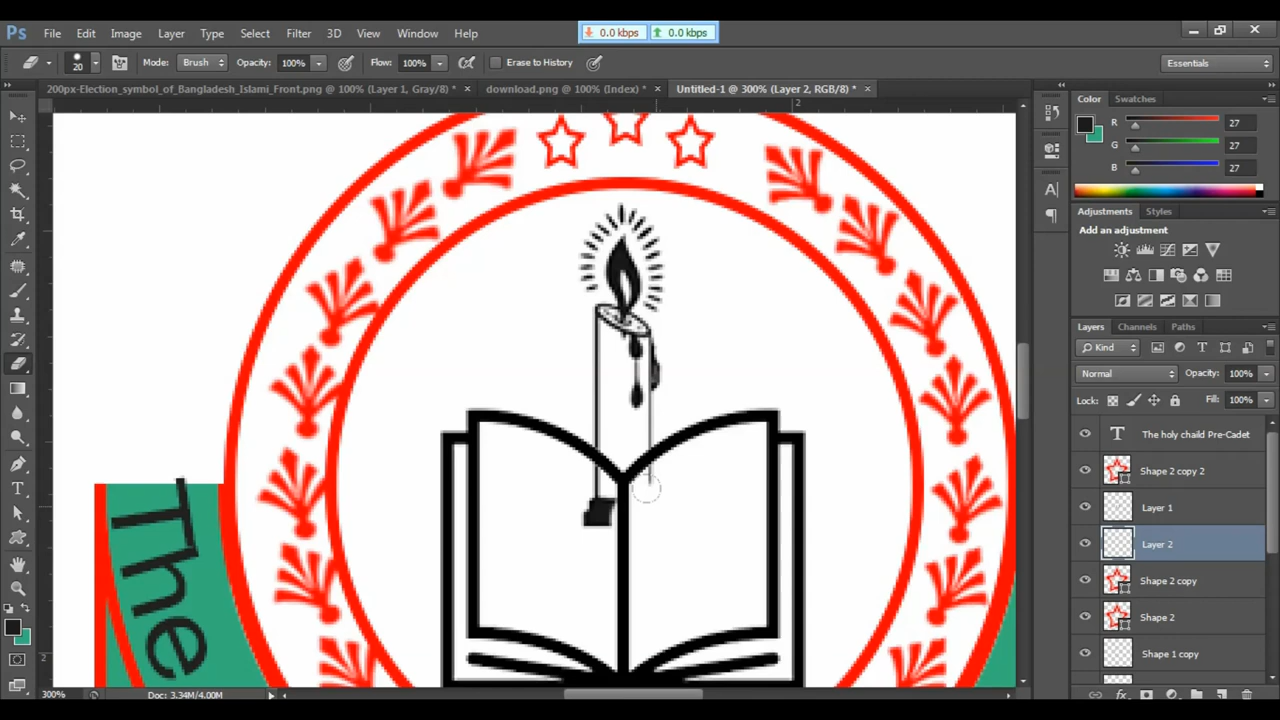 Ps File Edit Image Layer Type Select Filter 3D View Window Help
0.0 kbps 0.0 kbps
20 Mode: Brush Opacity: 100% Flow: 100% Erase to History Essentials
200px-Election_symbol_of_Bangladesh_Islami_Front.png @ 100% (Layer 1, Gray/8) * × download.png @ 100% (Index) * × Untitled-1 @ 300% (Layer 2, RGB/8) * ×
2
Color Swatches
R 27
G 27
B 27
Adjustments Styles
Add an adjustment
Layers Channels Paths
Kind
Normal Opacity: 100%
Lock: Fill: 100%
T The holy chaild Pre-Cadet
Shape 2 copy 2
Layer 1
Layer 2
Shape 2 copy
Shape 2
Shape 1 copy
The
2
300% Doc: 3.34M/4.00M